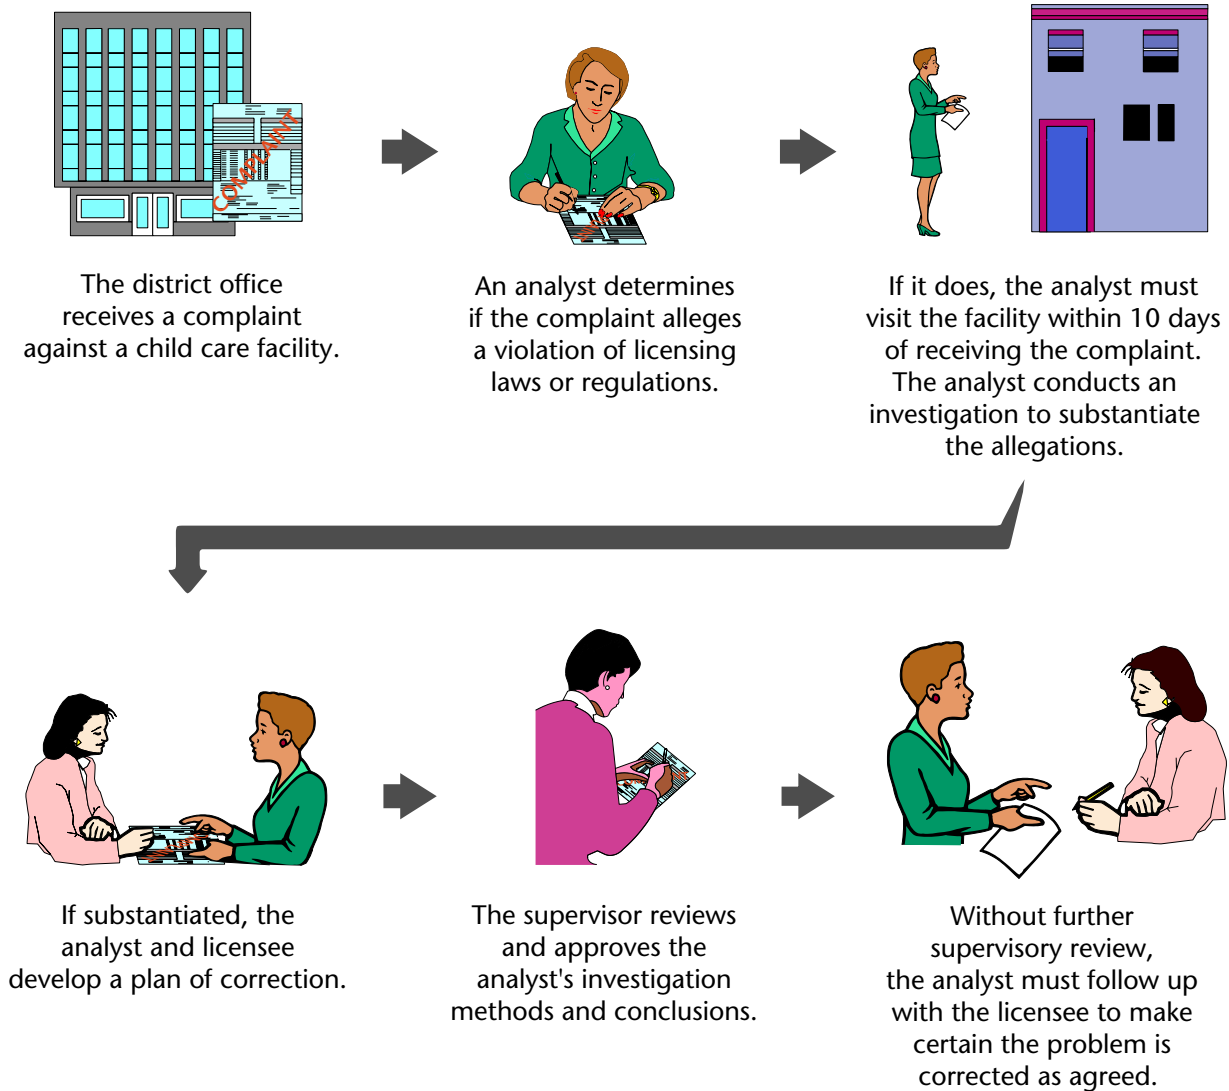 COMPLAINT
The district office
receives a complaint
against a child care facility.
An analyst determines
if the complaint alleges
a violation of licensing
laws or regulations.
If it does, the analyst must
visit the facility within 10 days
of receiving the complaint.
The analyst conducts an
investigation to substantiate
the allegations.
If substantiated, the
analyst and licensee
develop a plan of correction.
The supervisor reviews
and approves the
analyst's investigation
methods and conclusions.
Without further
supervisory review,
the analyst must follow up
with the licensee to make
certain the problem is
corrected as agreed.